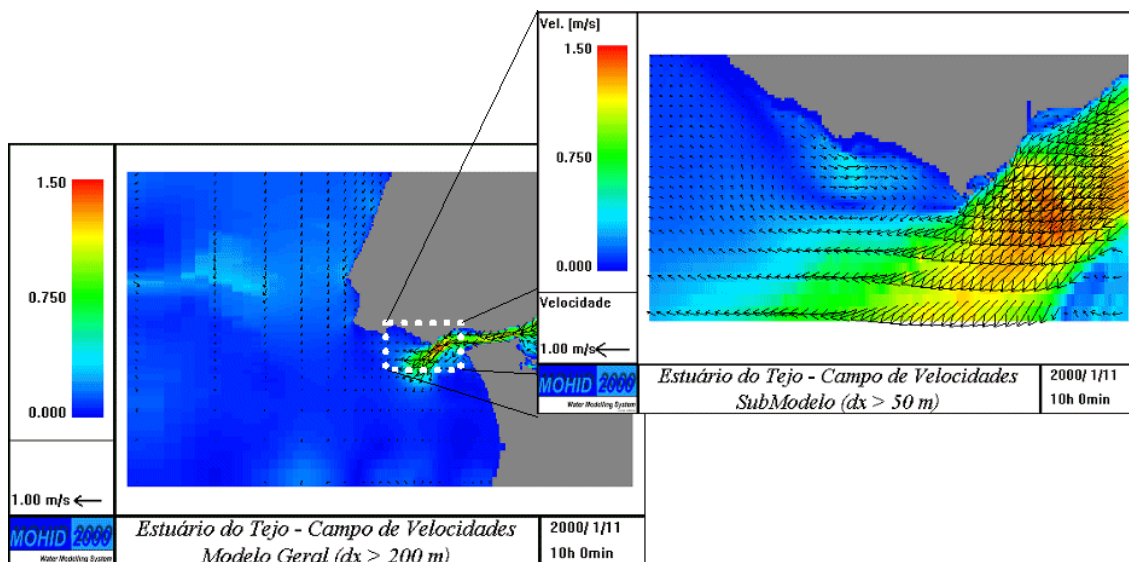 Vel. [m/s]
1.50
0.750
0.000
Velocidade
1.00 m/s
MOHID 2000
Water Modelling System
Estuário do Tejo - Campo de Velocidades
SubModelo (dx > 50 m)
2000/ 1/11
10h 0min
1.50
0.750
0.000
1.00 m/s
MOHID 2000
Water Modelling System
Estuário do Tejo - Campo de Velocidades
Modelo Geral (dx > 200 m)
2000/ 1/11
10h 0min